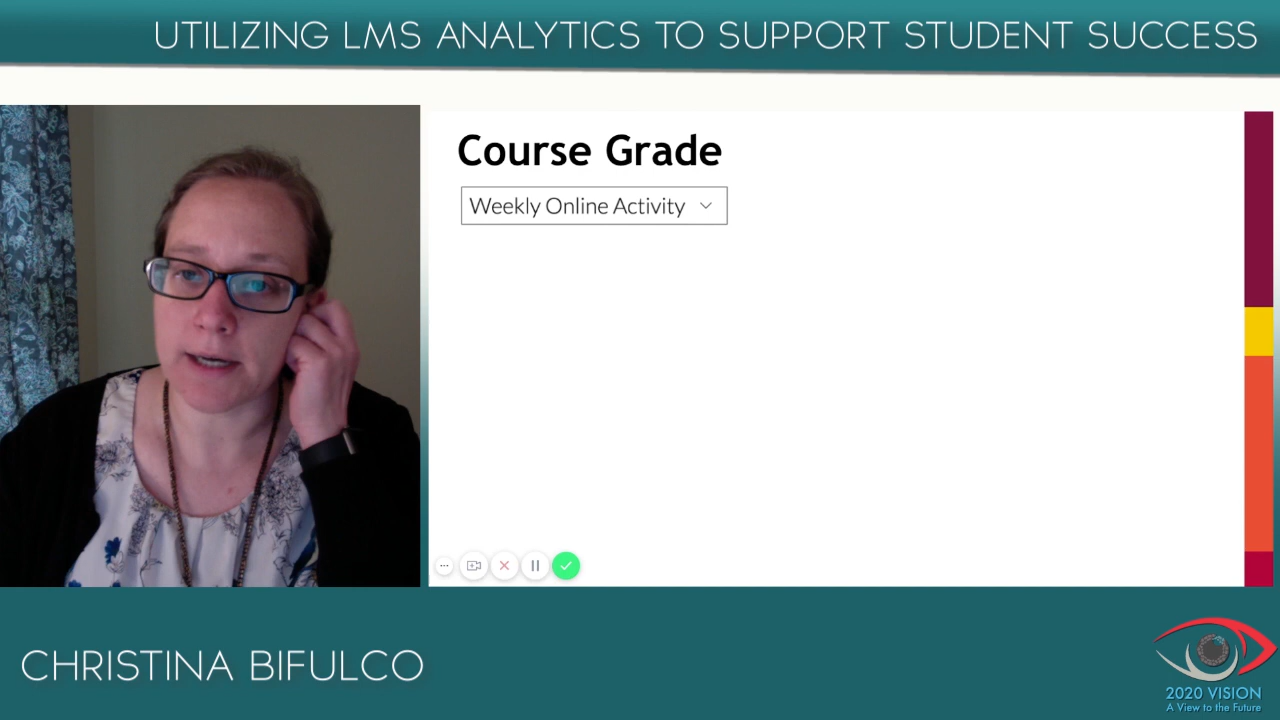 UTILIZING LMS ANALYTICS TO SUPPORT STUDENT SUCCESS
Course Grade
Weekly Online Activity
CHRISTINA BIFULCO
2020 VISION
A View to the Future